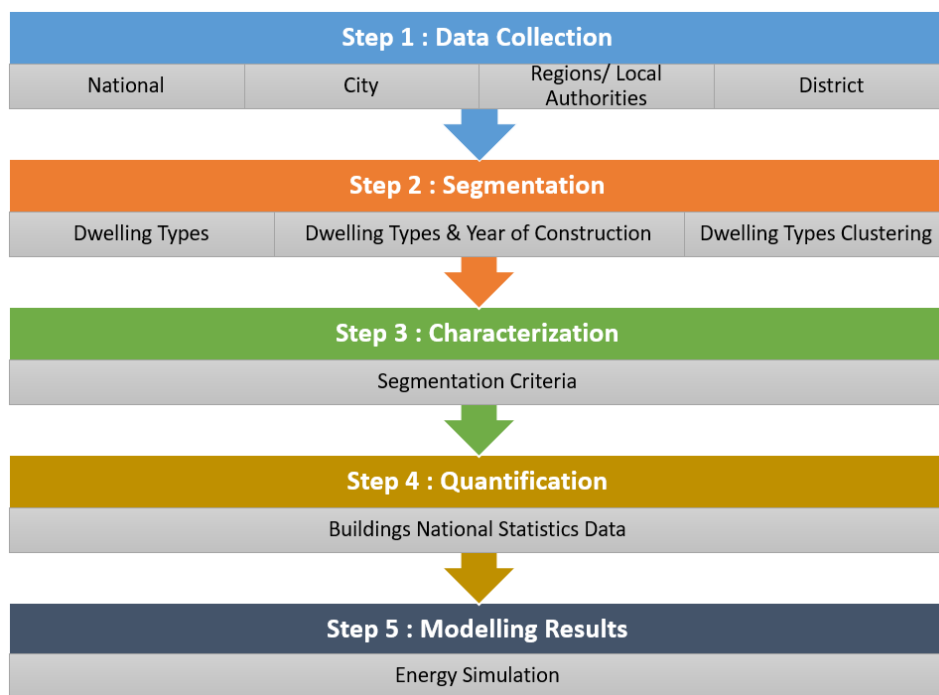 Step 1 : Data Collection
National
City
Regions/ Local
Authorities
District
Step 2 : Segmentation
Dwelling Types
Dwelling Types & Year of Construction
Dwelling Types Clustering
Step 3 : Characterization
Segmentation Criteria
Step 4 : Quantification
Buildings National Statistics Data
Step 5 : Modelling Results
Energy Simulation